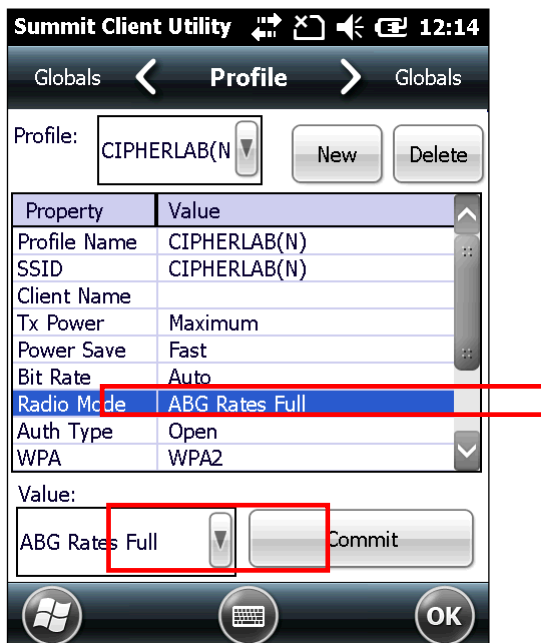 Summit Client Utility 12:14
Globals Profile Globals
Profile: CIPHERLAB(N New Delete
Property Value
Profile Name CIPHERLAB(N)
SSID CIPHERLAB(N)
Client Name
Tx Power Maximum
Power Save Fast
Bit Rate Auto
Radio Mode ABG Rates Full
Auth Type Open
WPA WPA2
Value:
ABG Rates Full Commit
OK